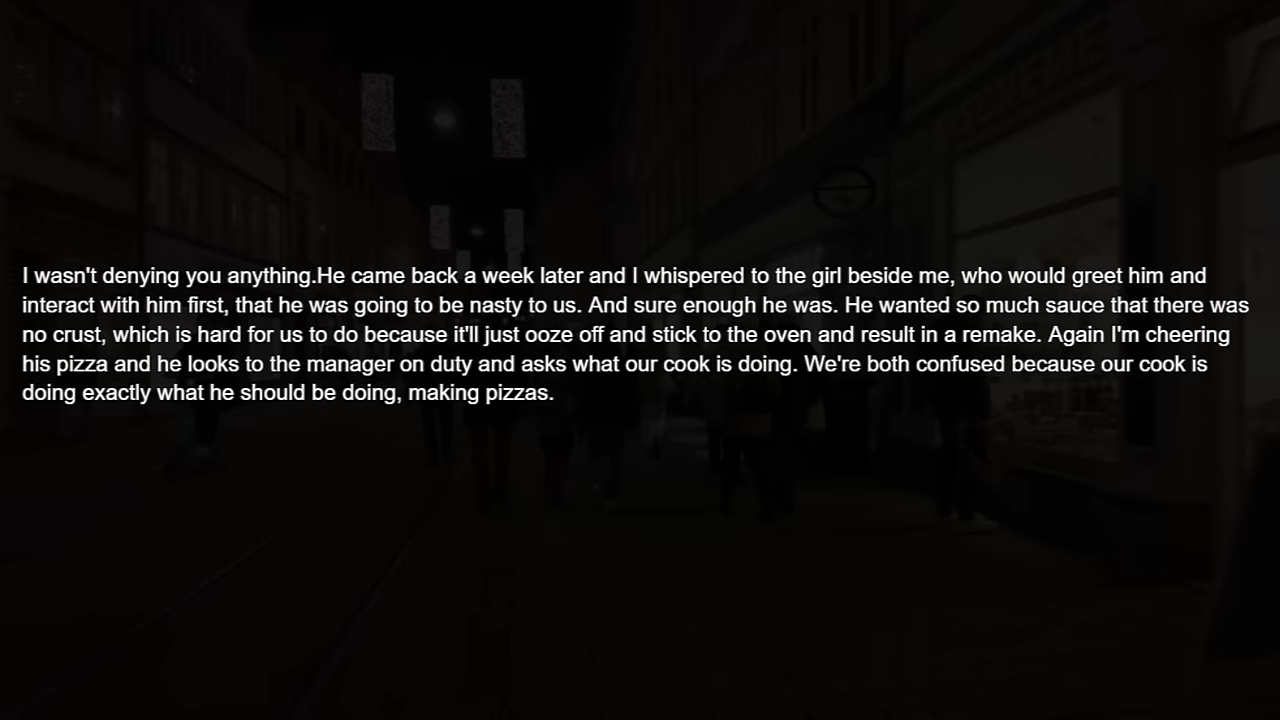 I wasn't denying you anything.He came back a week later and I whispered to the girl beside me, who would greet him and
interact with him first, that he was going to be nasty to us. And sure enough he was. He wanted so much sauce that there was
no crust, which is hard for us to do because it'll just ooze off and stick to the oven and result in a remake. Again I'm cheering
his pizza and he looks to the manager on duty and asks what our cook is doing. We're both confused because our cook is
doing exactly what he should be doing, making pizzas.